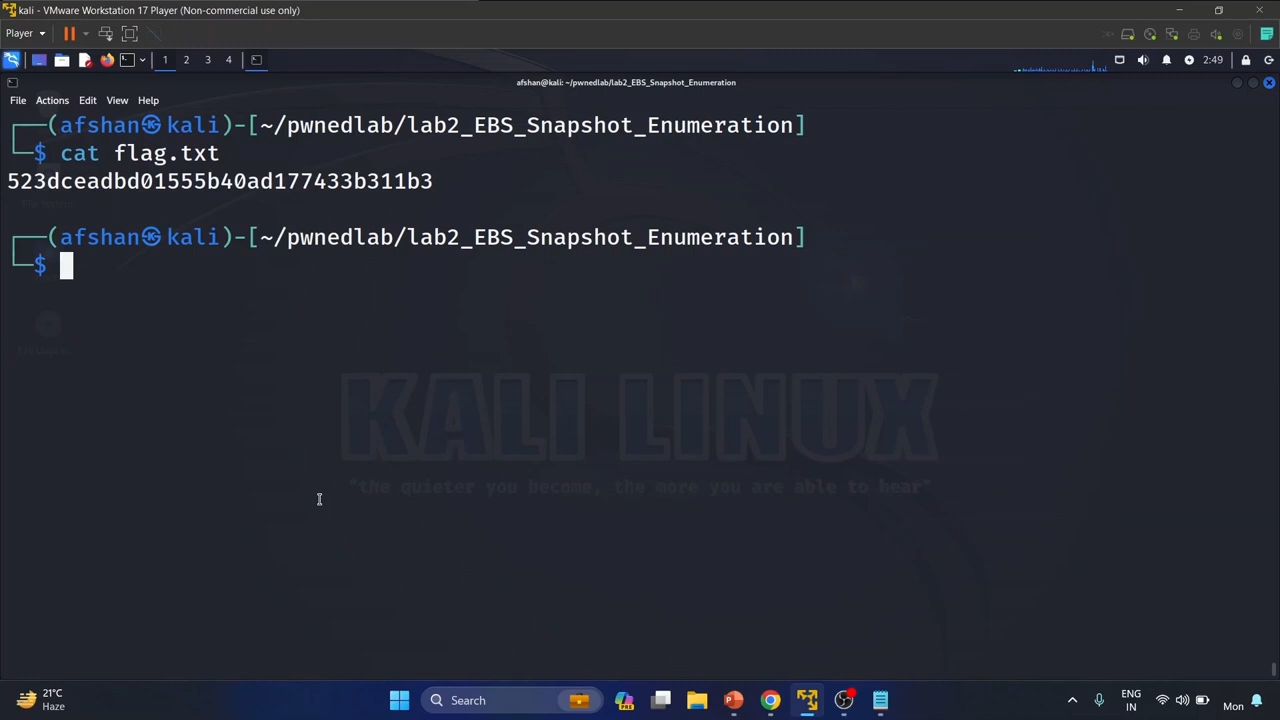 kali - VMware Workstation 17 Player (Non-commercial use only)
Player
1 2 3 4
2:49
afshan@kali: ~/pwnedlab/lab2_EBS_Snapshot_Enumeration
File Actions Edit View Help
┌──(afshan㉿kali)-[~/pwnedlab/lab2_EBS_Snapshot_Enumeration]
└─$ cat flag.txt
523dceadbd01555b40ad177433b311b3
┌──(afshan㉿kali)-[~/pwnedlab/lab2_EBS_Snapshot_Enumeration]
└─$
KALI LINUX
"the quieter you become, the more you are able to hear"
21°C
Haze
Search
ENG
IN
Mon